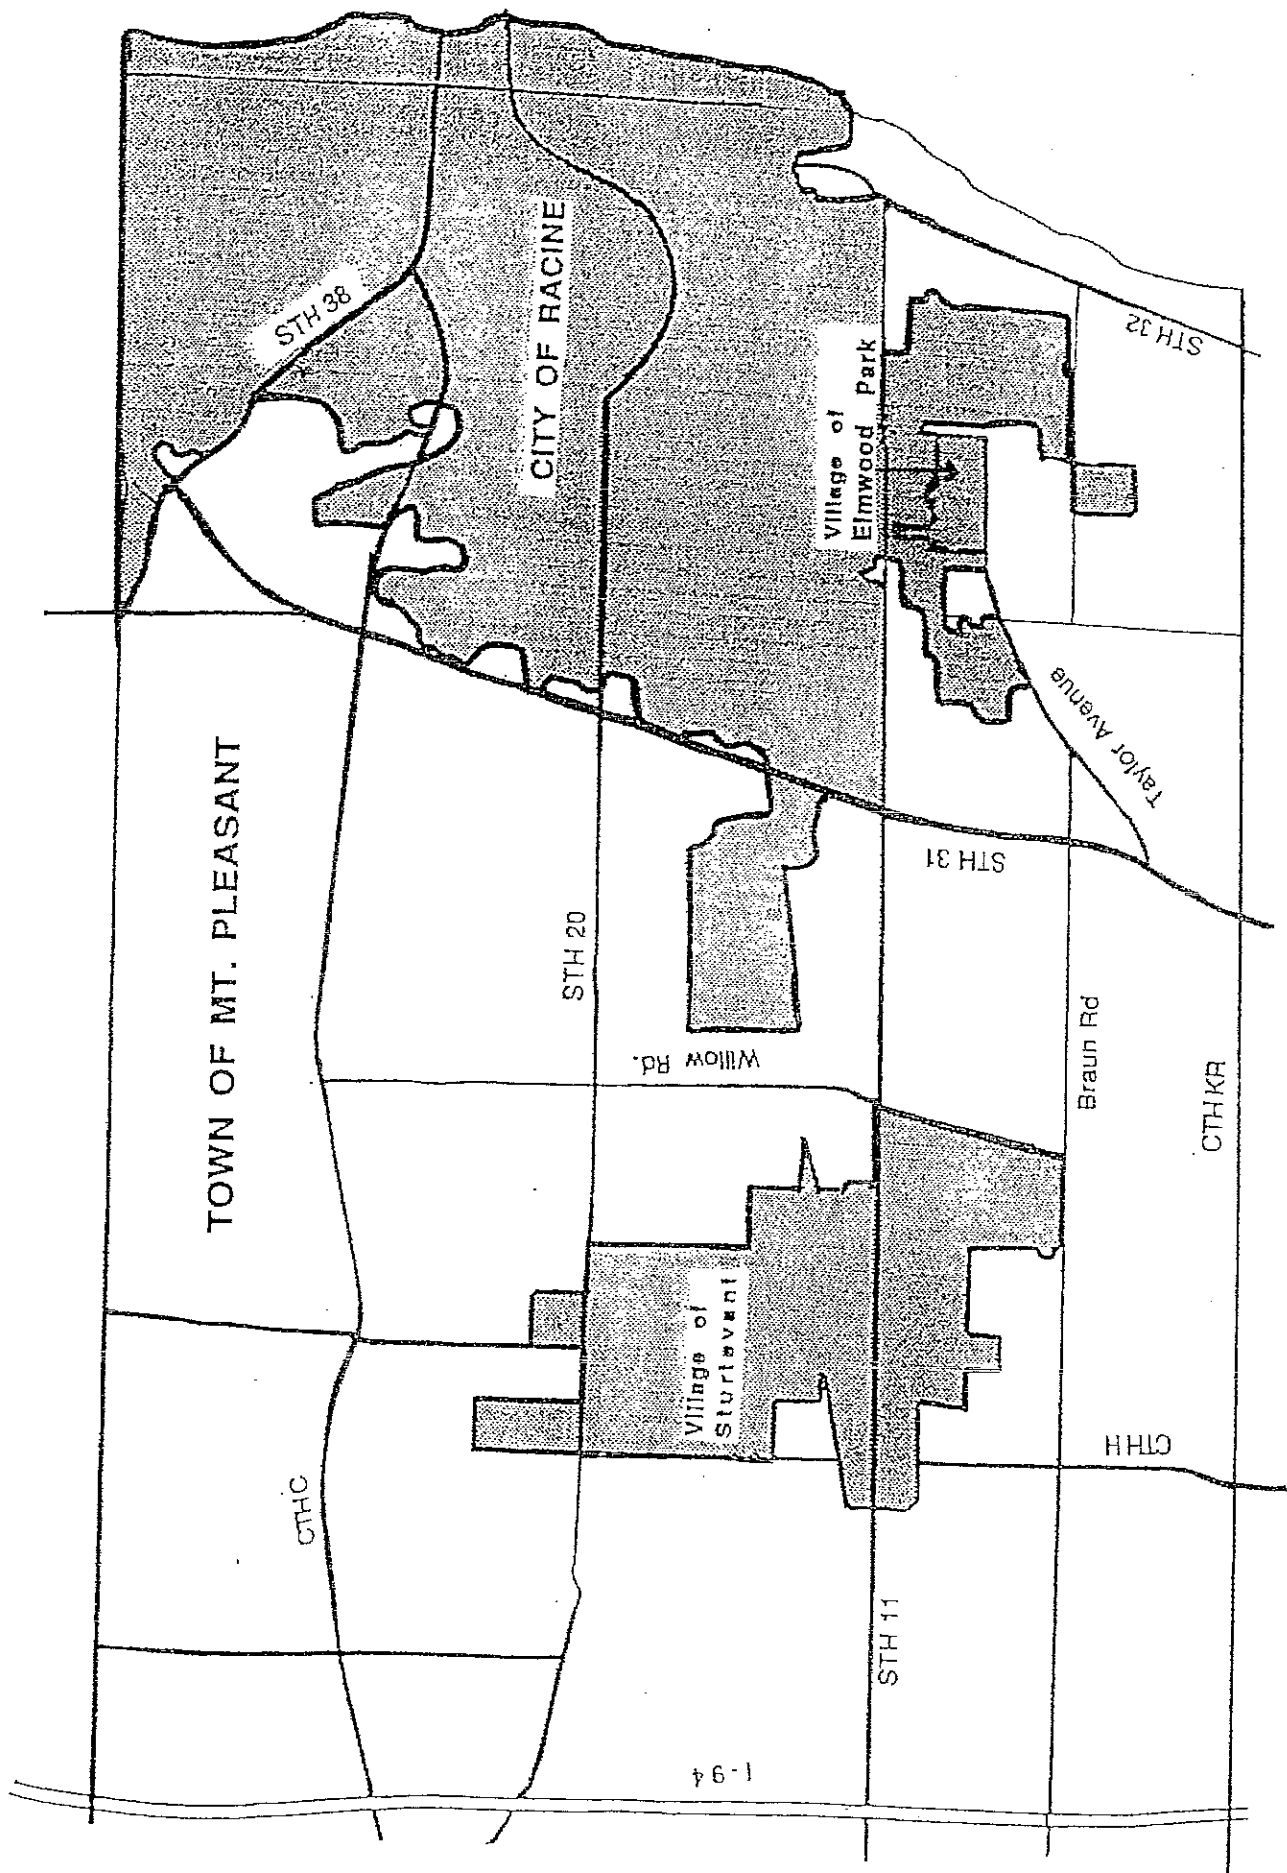 TOWN OF MT. PLEASANT
STH 38
CITY OF RACINE
CTH C
STH 20
Willow Rd.
Village of
Sturtevant
Village of
Elmwood Park
I-94
STH 11
STH 31
STH 32
Taylor Avenue
CTH H
Braun Rd
CTH KR